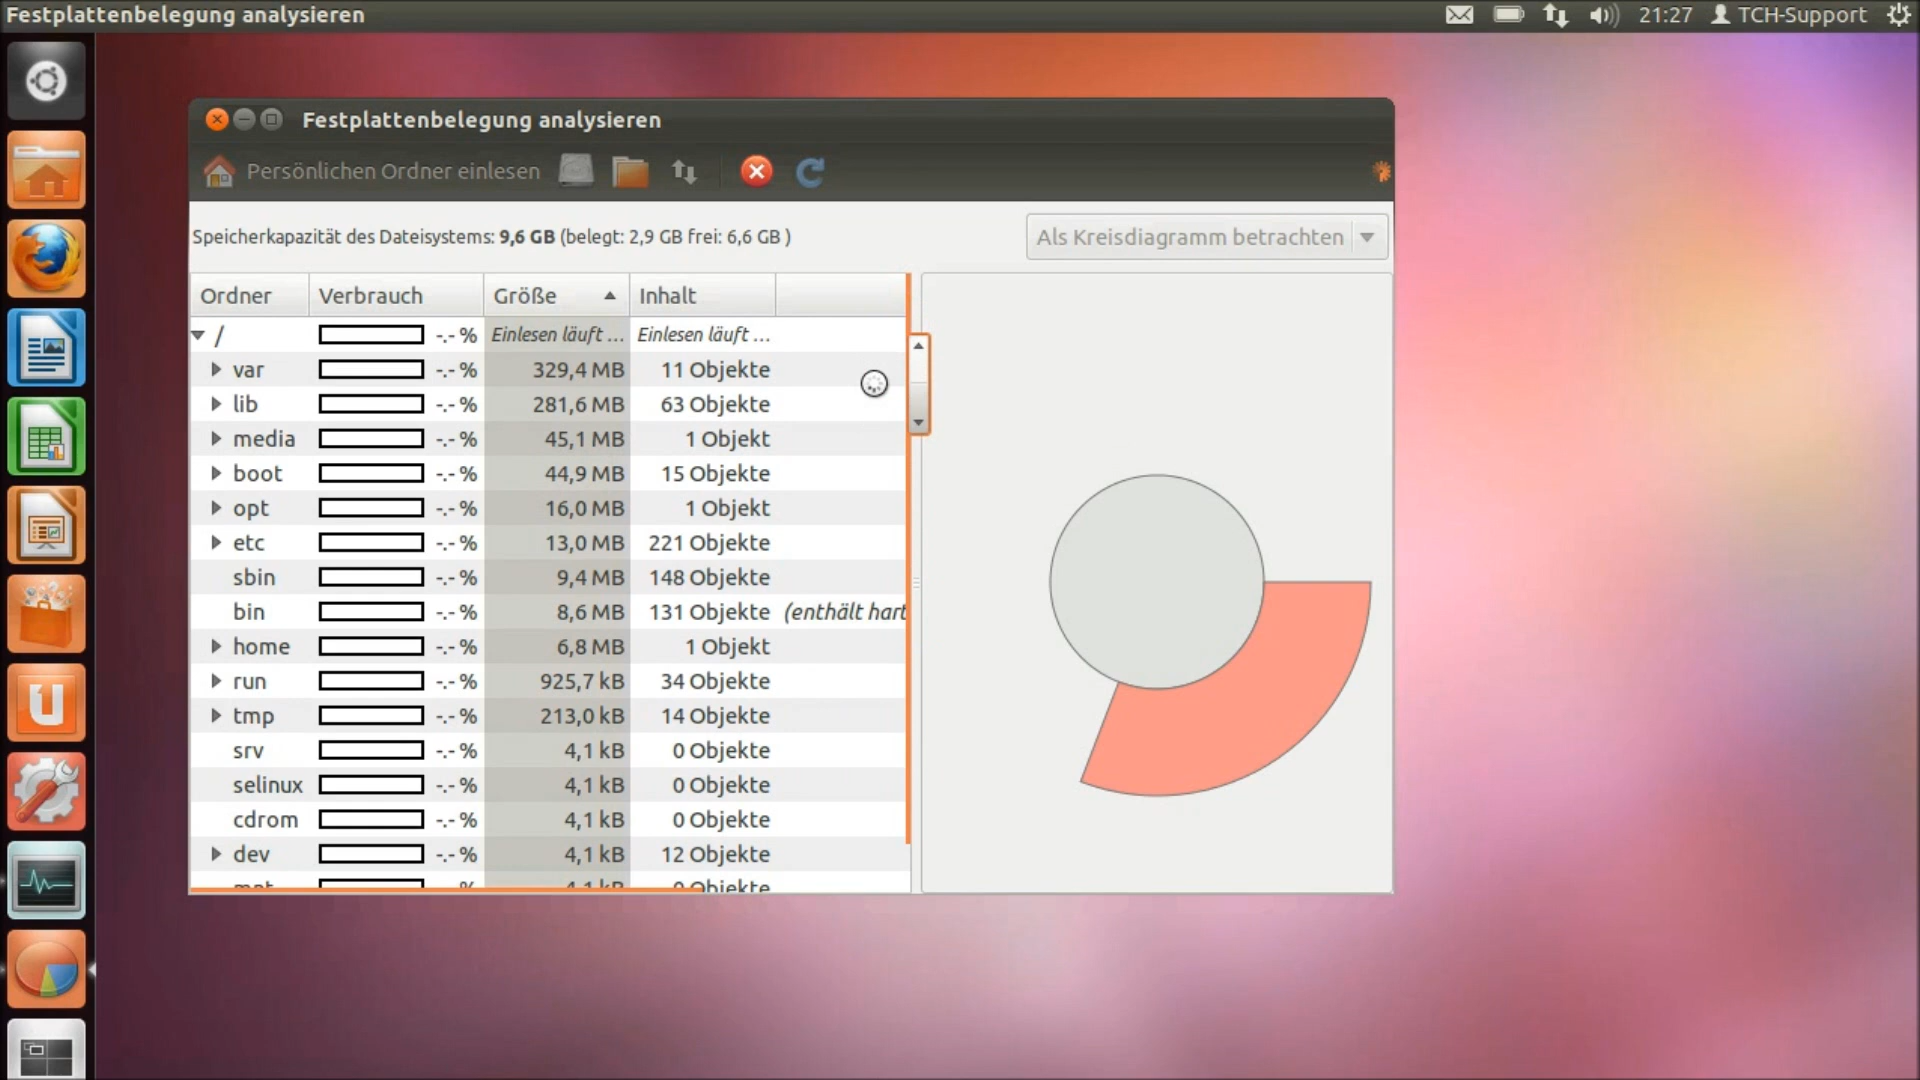 Festplattenbelegung analysieren
21:27 TCH-Support
Festplattenbelegung analysieren
Persönlichen Ordner einlesen
Speicherkapazität des Dateisystems: 9,6 GB (belegt: 2,9 GB frei: 6,6 GB )
Als Kreisdiagramm betrachten
Ordner Verbrauch Größe Inhalt
/ -.- % Einlesen läuft ... Einlesen läuft ...
var -.- % 329,4 MB 11 Objekte
lib -.- % 281,6 MB 63 Objekte
media -.- % 45,1 MB 1 Objekt
boot -.- % 44,9 MB 15 Objekte
opt -.- % 16,0 MB 1 Objekt
etc -.- % 13,0 MB 221 Objekte
sbin -.- % 9,4 MB 148 Objekte
bin -.- % 8,6 MB 131 Objekte (enthält hart
home -.- % 6,8 MB 1 Objekt
run -.- % 925,7 kB 34 Objekte
tmp -.- % 213,0 kB 14 Objekte
srv -.- % 4,1 kB 0 Objekte
selinux -.- % 4,1 kB 0 Objekte
cdrom -.- % 4,1 kB 0 Objekte
dev -.- % 4,1 kB 12 Objekte
mnt -.- % 4,1 kB 0 Objekte